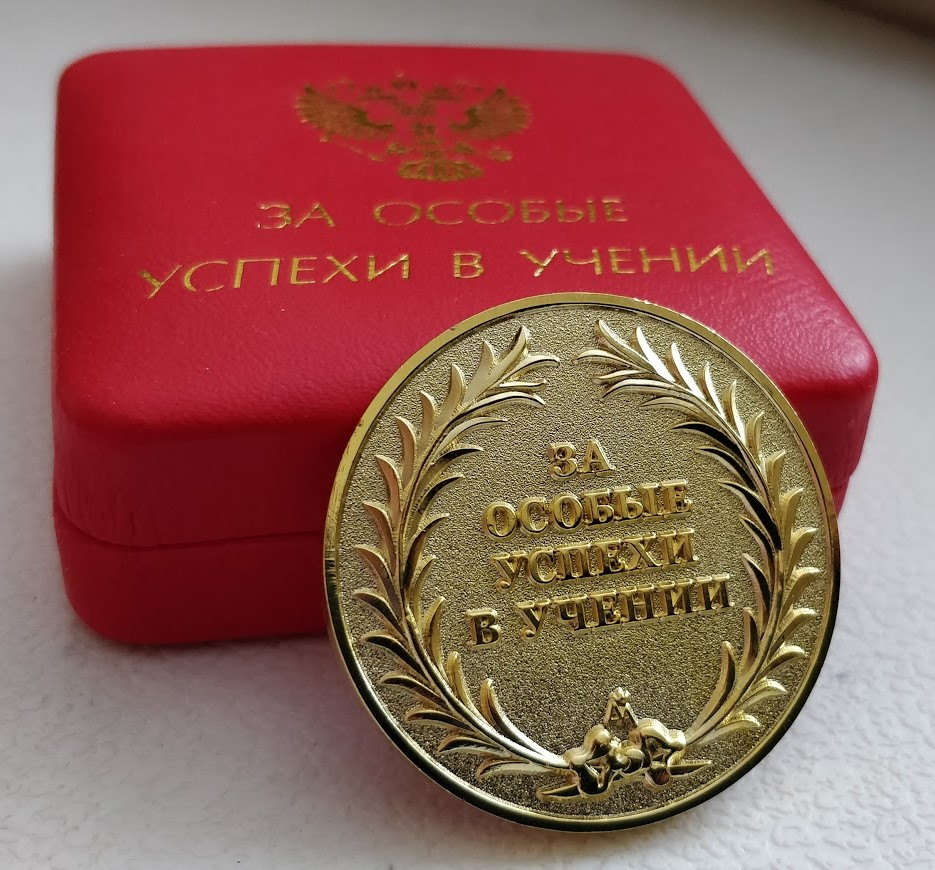 ЗА ОСОБЫЕ
УСПЕХИ В УЧЕНИИ
ЗА
ОСОБЫЕ
УСПЕХИ
В УЧЕНИИ